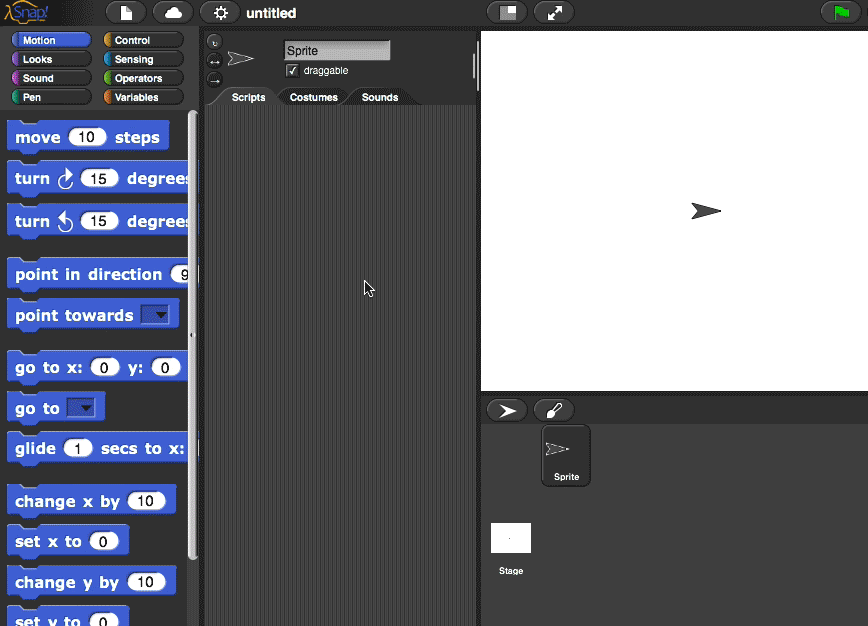 Snap!
untitled
Motion
Control
Looks
Sensing
Sound
Operators
Pen
Variables
Sprite
draggable
Scripts
Costumes
Sounds
move 10 steps
turn 15 degrees
turn 15 degrees
point in direction 9
point towards
go to x: 0 y: 0
go to
glide 1 secs to x:
change x by 10
set x to 0
change y by 10
set y to 0
Sprite
Stage